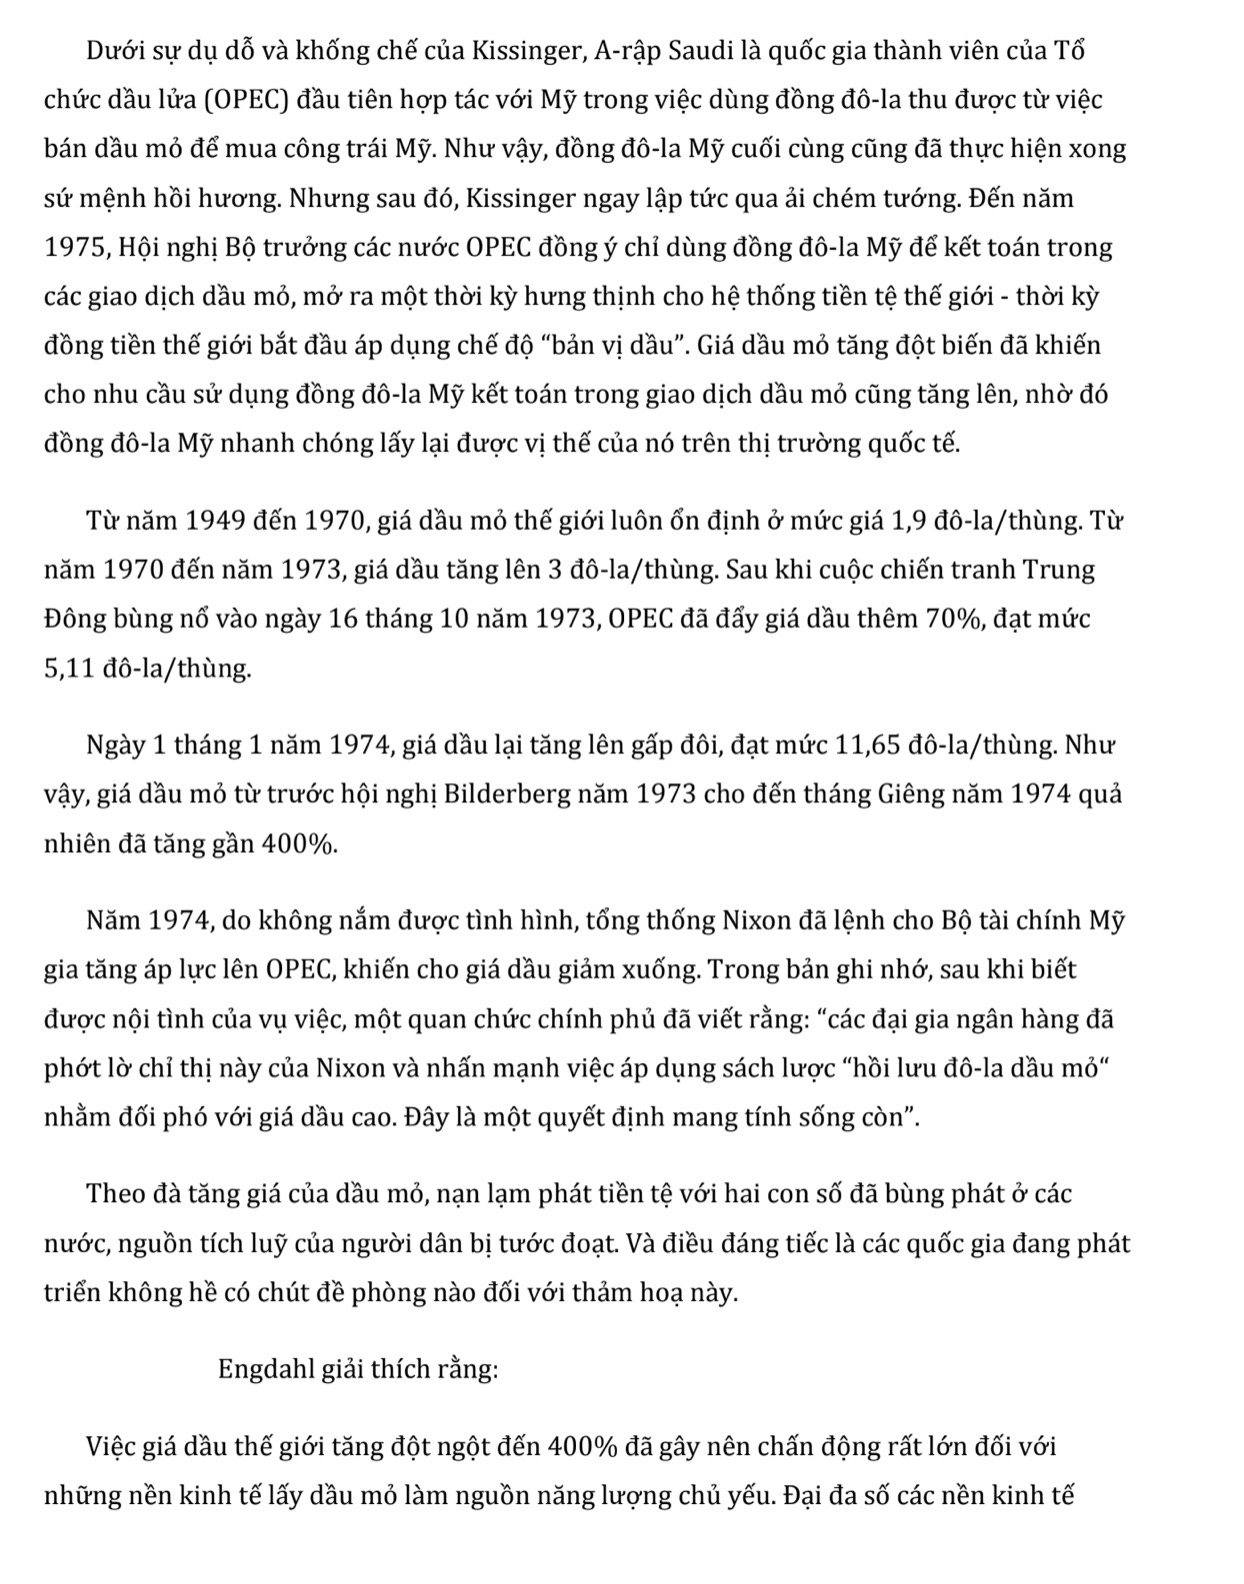 Dưới sự dụ dỗ và khống chế của Kissinger, A-rập Saudi là quốc gia thành viên của Tổ
chức dầu lửa (OPEC) đầu tiên hợp tác với Mỹ trong việc dùng đồng đô-la thu được từ việc
bán dầu mỏ để mua công trái Mỹ. Như vậy, đồng đô-la Mỹ cuối cùng cũng đã thực hiện xong
sứ mệnh hồi hương. Nhưng sau đó, Kissinger ngay lập tức qua ải chém tướng. Đến năm
1975, Hội nghị Bộ trưởng các nước OPEC đồng ý chỉ dùng đồng đô-la Mỹ để kết toán trong
các giao dịch dầu mỏ, mở ra một thời kỳ hưng thịnh cho hệ thống tiền tệ thế giới - thời kỳ
đồng tiền thế giới bắt đầu áp dụng chế độ “bản vị dầu”. Giá dầu mỏ tăng đột biến đã khiến
cho nhu cầu sử dụng đồng đô-la Mỹ kết toán trong giao dịch dầu mỏ cũng tăng lên, nhờ đó
đồng đô-la Mỹ nhanh chóng lấy lại được vị thế của nó trên thị trường quốc tế.
Từ năm 1949 đến 1970, giá dầu mỏ thế giới luôn ổn định ở mức giá 1,9 đô-la/thùng. Từ
năm 1970 đến năm 1973, giá dầu tăng lên 3 đô-la/thùng. Sau khi cuộc chiến tranh Trung
Đông bùng nổ vào ngày 16 tháng 10 năm 1973, OPEC đã đẩy giá dầu thêm 70%, đạt mức
5,11 đô-la/thùng.
Ngày 1 tháng 1 năm 1974, giá dầu lại tăng lên gấp đôi, đạt mức 11,65 đô-la/thùng. Như
vậy, giá dầu mỏ từ trước hội nghị Bilderberg năm 1973 cho đến tháng Giêng năm 1974 quả
nhiên đã tăng gần 400%.
Năm 1974, do không nắm được tình hình, tổng thống Nixon đã lệnh cho Bộ tài chính Mỹ
gia tăng áp lực lên OPEC, khiến cho giá dầu giảm xuống. Trong bản ghi nhớ, sau khi biết
được nội tình của vụ việc, một quan chức chính phủ đã viết rằng: “các đại gia ngân hàng đã
phớt lờ chỉ thị này của Nixon và nhấn mạnh việc áp dụng sách lược “hồi lưu đô-la dầu mỏ“
nhằm đối phó với giá dầu cao. Đây là một quyết định mang tính sống còn”.
Theo đà tăng giá của dầu mỏ, nạn lạm phát tiền tệ với hai con số đã bùng phát ở các
nước, nguồn tích luỹ của người dân bị tước đoạt. Và điều đáng tiếc là các quốc gia đang phát
triển không hề có chút đề phòng nào đối với thảm hoạ này.
Engdahl giải thích rằng:
Việc giá dầu thế giới tăng đột ngột đến 400% đã gây nên chấn động rất lớn đối với
những nền kinh tế lấy dầu mỏ làm nguồn năng lượng chủ yếu. Đại đa số các nền kinh tế